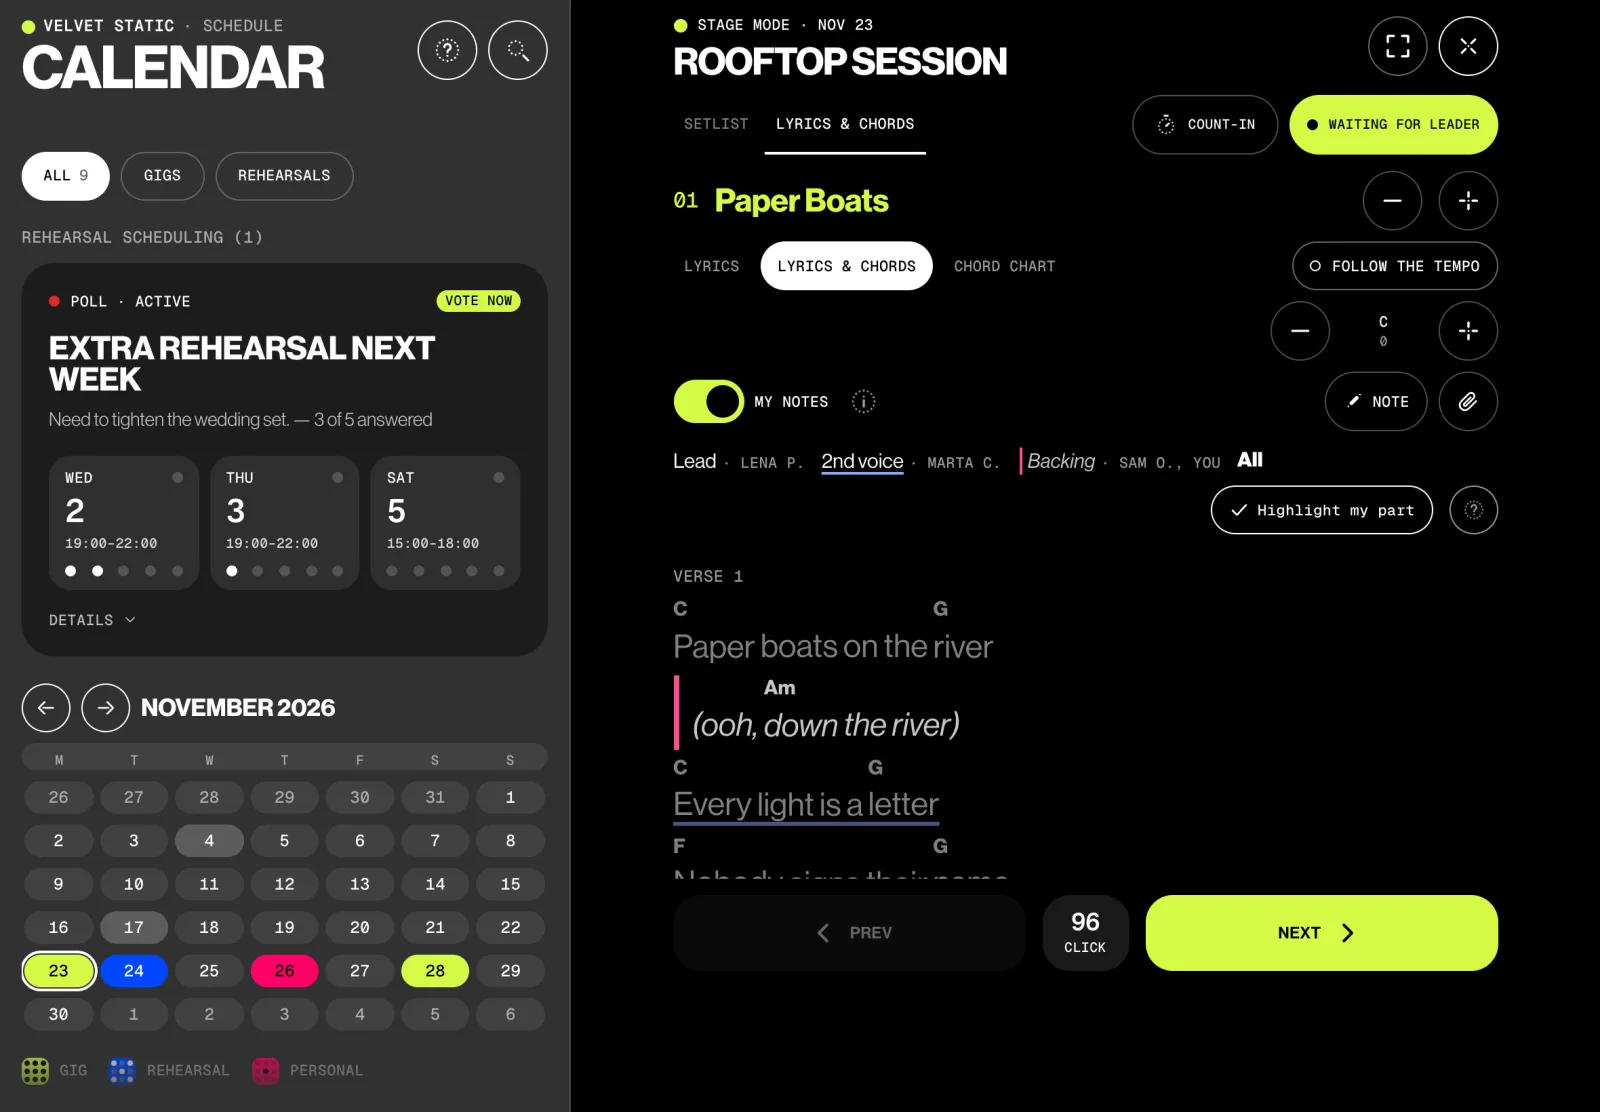 VELVET STATIC · SCHEDULE
CALENDAR
ALL 9
GIGS
REHEARSALS
REHEARSAL SCHEDULING (1)
POLL · ACTIVE
VOTE NOW
EXTRA REHEARSAL NEXT
WEEK
Need to tighten the wedding set. — 3 of 5 answered
WED
2
19:00–22:00
THU
3
19:00–22:00
SAT
5
15:00–18:00
DETAILS
NOVEMBER 2026
M T W T F S S
26 27 28 29 30 31 1
2 3 4 5 6 7 8
9 10 11 12 13 14 15
16 17 18 19 20 21 22
23 24 25 26 27 28 29
30 1 2 3 4 5 6
GIG REHEARSAL PERSONAL
STAGE MODE · NOV 23
ROOFTOP SESSION
SETLIST
LYRICS & CHORDS
COUNT-IN
WAITING FOR LEADER
01 Paper Boats
LYRICS
LYRICS & CHORDS
CHORD CHART
FOLLOW THE TEMPO
C
0
MY NOTES
NOTE
Lead · LENA P. 2nd voice · MARTA C. Backing · SAM O., YOU All
Highlight my part
VERSE 1
C G
Paper boats on the river
Am
(ooh, down the river)
C G
Every light is a letter
F G
Nobody signs their name
PREV
96
CLICK
NEXT